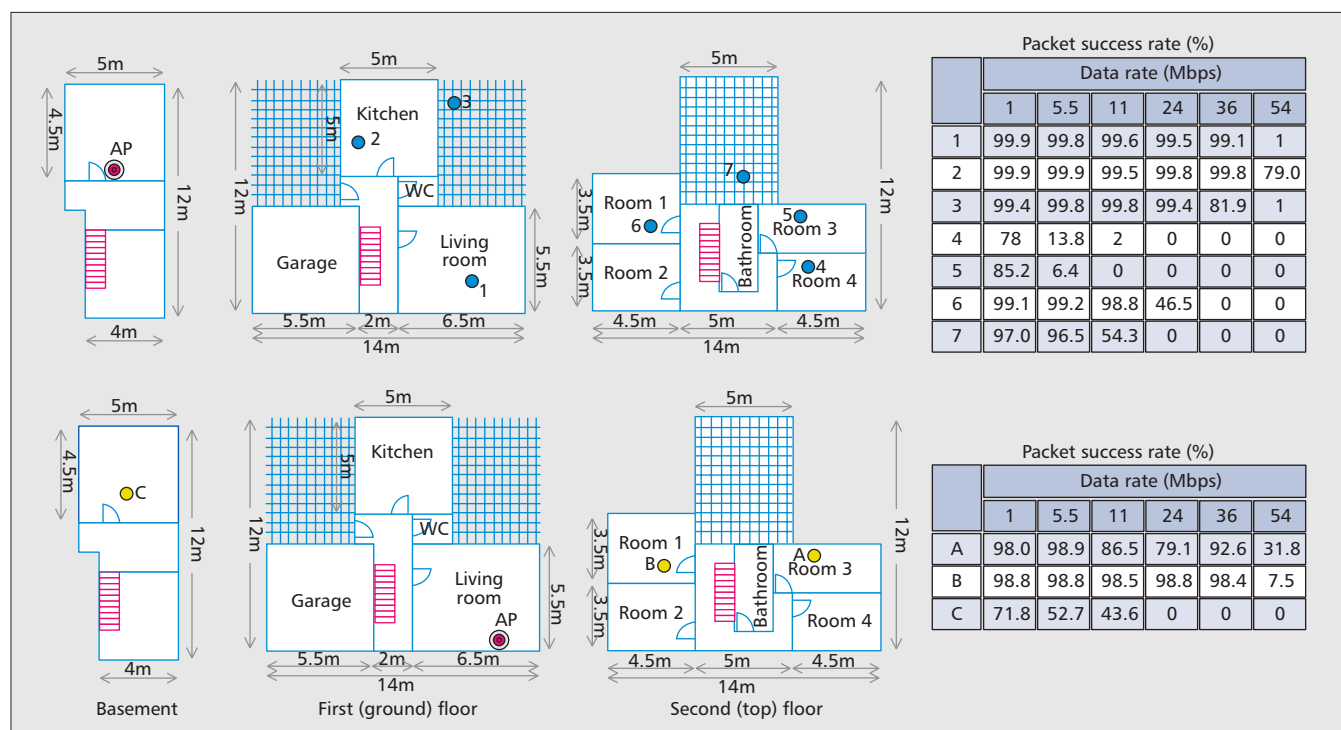 5m
4.5m
AP
12m
4m
5m
12m
5m
Kitchen
3
2
WC
Garage
Living
room
1
5.5m
5.5m
2m
6.5m
14m
5m
12m
7
3.5m
Room 1
6
5
Room 3
Bathroom
3.5m
Room 2
4
Room 4
4.5m
5m
4.5m
14m
Packet success rate (%)
Data rate (Mbps)
1 5.5 11 24 36 54
1 99.9 99.8 99.6 99.5 99.1 1
2 99.9 99.9 99.5 99.8 99.8 79.0
3 99.4 99.8 99.8 99.4 81.9 1
4 78 13.8 2 0 0 0
5 85.2 6.4 0 0 0 0
6 99.1 99.2 98.8 46.5 0 0
7 97.0 96.5 54.3 0 0 0
5m
4.5m
C
12m
4m
Basement
5m
12m
5m
Kitchen
WC
Garage
Living
room
AP
5.5m
5.5m
2m
6.5m
14m
First (ground) floor
5m
12m
3.5m
Room 1
B
A
Room 3
Bathroom
3.5m
Room 2
Room 4
4.5m
5m
4.5m
14m
Second (top) floor
Packet success rate (%)
Data rate (Mbps)
1 5.5 11 24 36 54
A 98.0 98.9 86.5 79.1 92.6 31.8
B 98.8 98.8 98.5 98.8 98.4 7.5
C 71.8 52.7 43.6 0 0 0